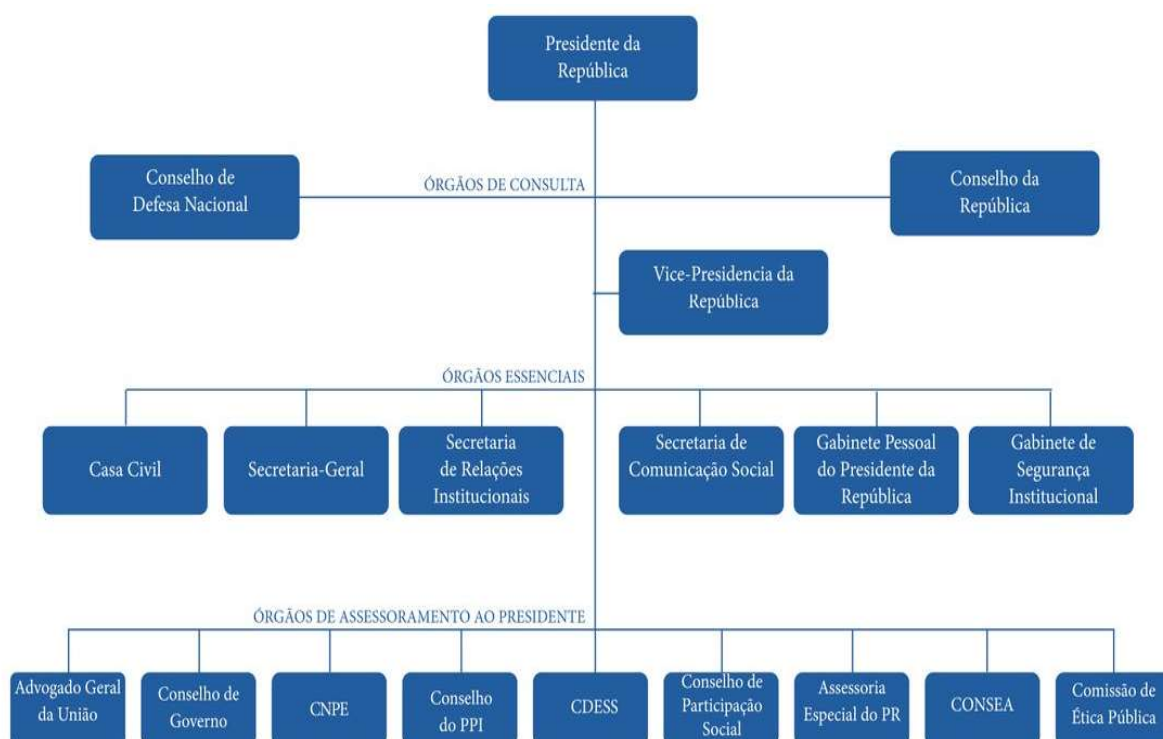 Presidente da
República
ÓRGÃOS DE CONSULTA
Conselho de
Defesa Nacional
Conselho da
República
Vice-Presidencia da
República
ÓRGÃOS ESSENCIAIS
Casa Civil
Secretaria-Geral
Secretaria
de Relações
Institucionais
Secretaria de
Comunicação Social
Gabinete Pessoal
do Presidente da
República
Gabinete de
Segurança
Institucional
ÓRGÃOS DE ASSESSORAMENTO AO PRESIDENTE
Advogado Geral
da União
Conselho de
Governo
CNPE
Conselho
do PPI
CDESS
Conselho de
Participação
Social
Assessoria
Especial do PR
CONSEA
Comissão de
Ética Pública